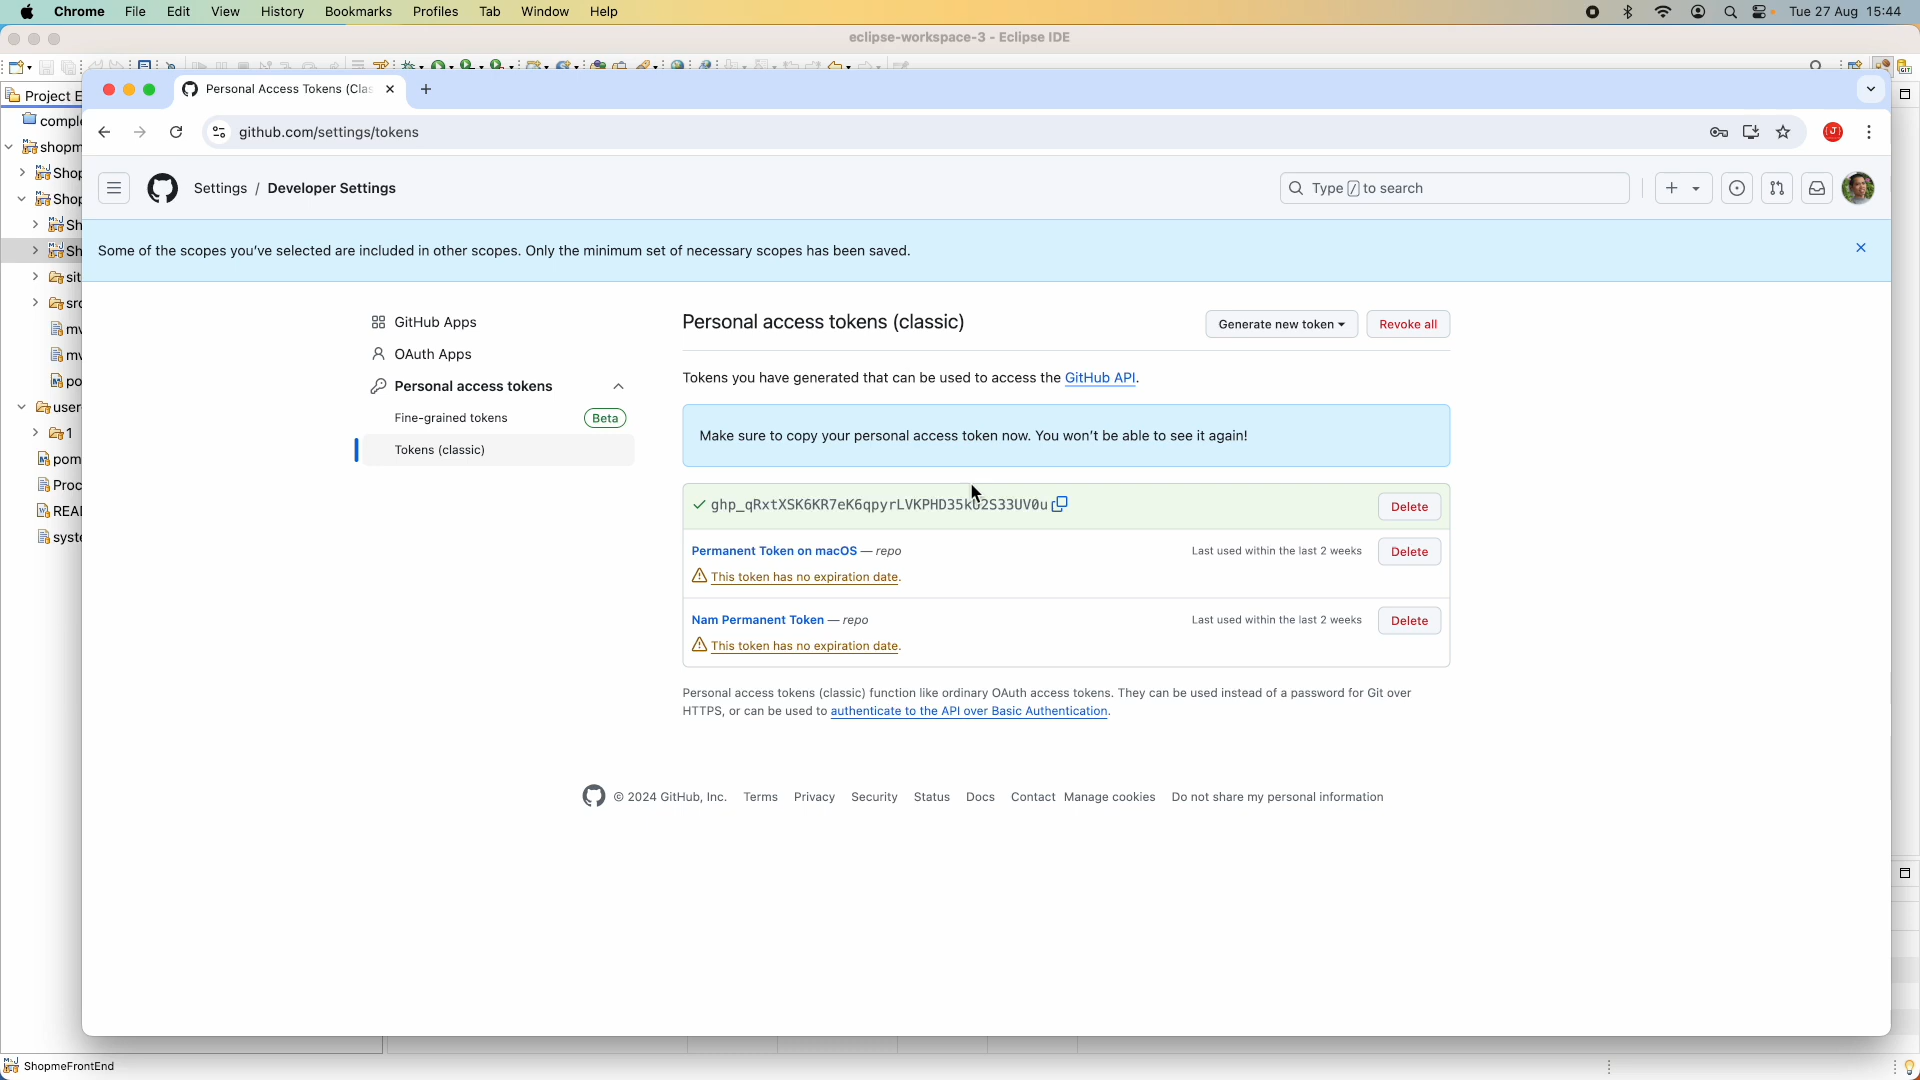 Chrome File Edit View History Bookmarks Profiles Tab Window Help
Tue 27 Aug 15:44
eclipse-workspace-3 - Eclipse IDE
Project
Personal Access Tokens (Clas
github.com/settings/tokens
Settings / Developer Settings
Type / to search
Some of the scopes you've selected are included in other scopes. Only the minimum set of necessary scopes has been saved.
GitHub Apps
OAuth Apps
Personal access tokens
Fine-grained tokens Beta
Tokens (classic)
Personal access tokens (classic)
Generate new token
Revoke all
Tokens you have generated that can be used to access the GitHub API.
Make sure to copy your personal access token now. You won't be able to see it again!
Delete
Permanent Token on macOS — repo
Last used within the last 2 weeks
Delete
This token has no expiration date.
Nam Permanent Token — repo
Last used within the last 2 weeks
Delete
This token has no expiration date.
Personal access tokens (classic) function like ordinary OAuth access tokens. They can be used instead of a password for Git over
HTTPS, or can be used to authenticate to the API over Basic Authentication.
© 2024 GitHub, Inc. Terms Privacy Security Status Docs Contact Manage cookies Do not share my personal information
1
ShopmeFrontEnd